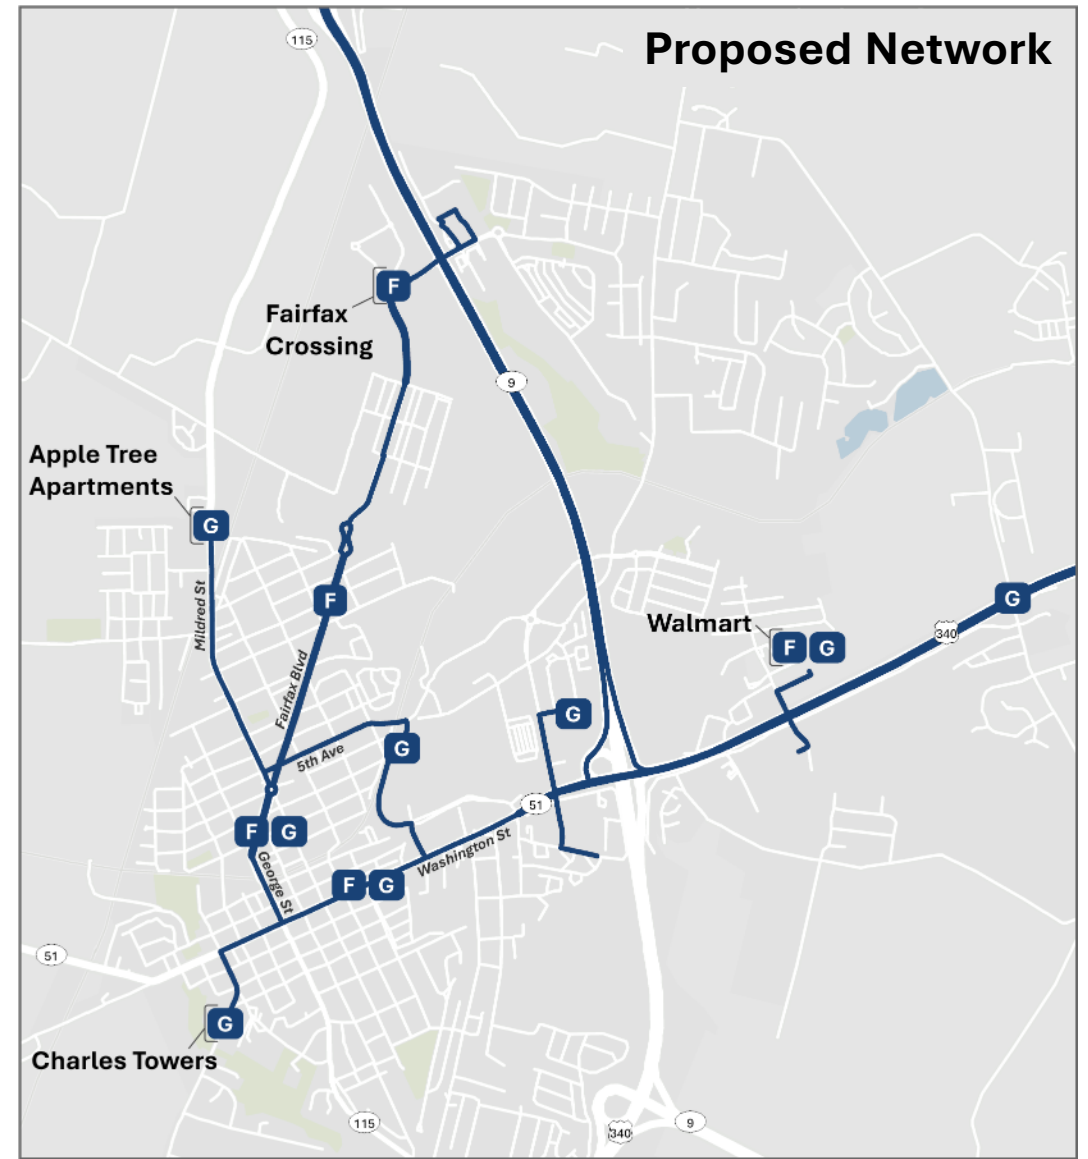 Proposed Network
115
F
Fairfax
Crossing
9
Apple Tree
Apartments
G
Mildred St
F
Fairfax Blvd
G
Walmart
F G
340
G
5th Ave
G
51
F G
George St
Washington St
F G
51
G
Charles Towers
115
340
9